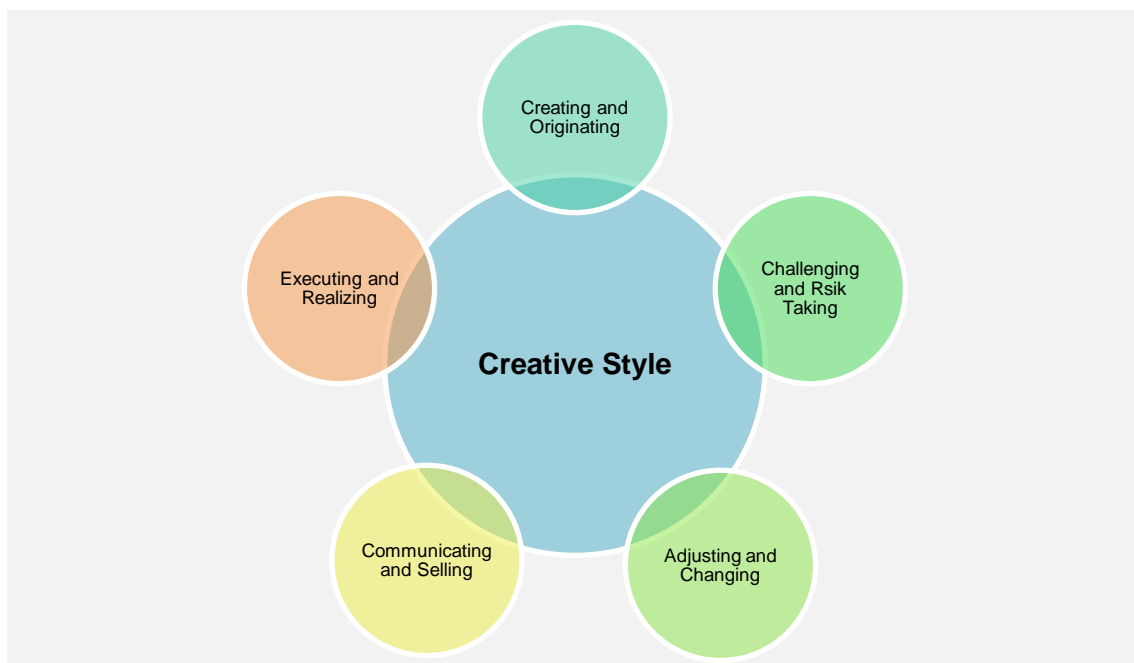 Creating and
Originating
Challenging
and Rsik
Taking
Adjusting and
Changing
Communicating
and Selling
Executing and
Realizing
Creative Style